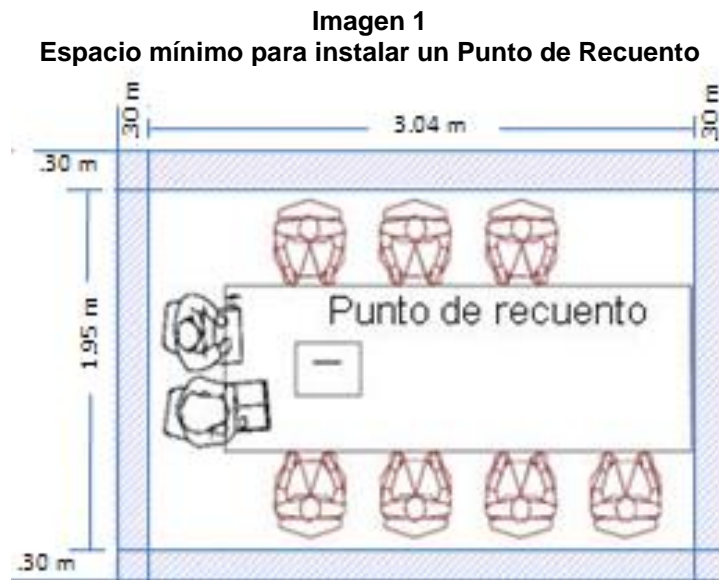 Imagen 1
Espacio mínimo para instalar un Punto de Recuento
.30 m
3.04 m
.30 m
.30 m
1.95 m
Punto de recuento
.30 m